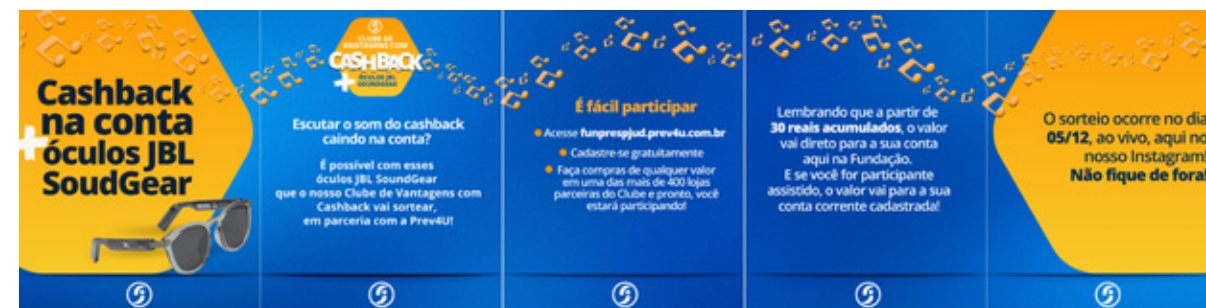 Cashback
+ na conta
óculos JBL
SoudGear
CLUBE DE
VANTAGENS COM
CASHBACK
+ ÓCULOS JBL
SOUNDGEAR
Escutar o som do cashback
caindo na conta?
É possível com esses
óculos JBL SoundGear
que o nosso Clube de Vantagens com
Cashback vai sortear,
em parceria com a Prev4U!
É fácil participar
Acesse funprespjud.prev4u.com.br
Cadastre-se gratuitamente
Faça compras de qualquer valor
em uma das mais de 400 lojas
parceiras do Clube e pronto, você
estará participando!
Lembrando que a partir de
30 reais acumulados, o valor
vai direto para a sua conta
aqui na Fundação.
E se você for participante
assistido, o valor vai para a sua
conta corrente cadastrada!
O sorteio ocorre no dia
05/12, ao vivo, aqui no
nosso Instagram!
Não fique de fora!